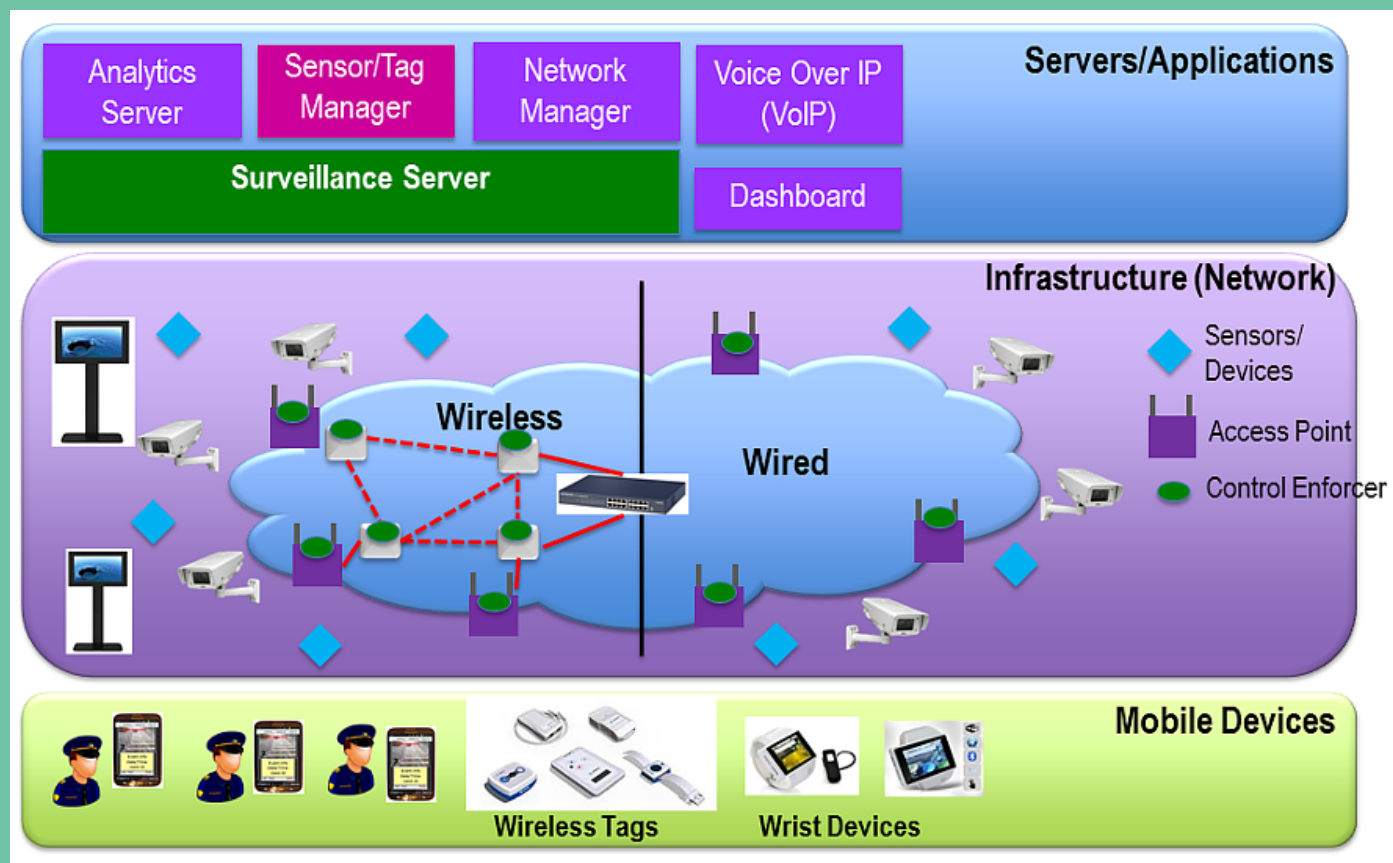 Servers/Applications
Analytics
Server
Sensor/Tag
Manager
Network
Manager
Voice Over IP
(VoIP)
Surveillance Server
Dashboard
Infrastructure (Network)
Sensors/
Devices
Access Point
Control Enforcer
Wireless
Wired
Mobile Devices
Wireless Tags
Wrist Devices